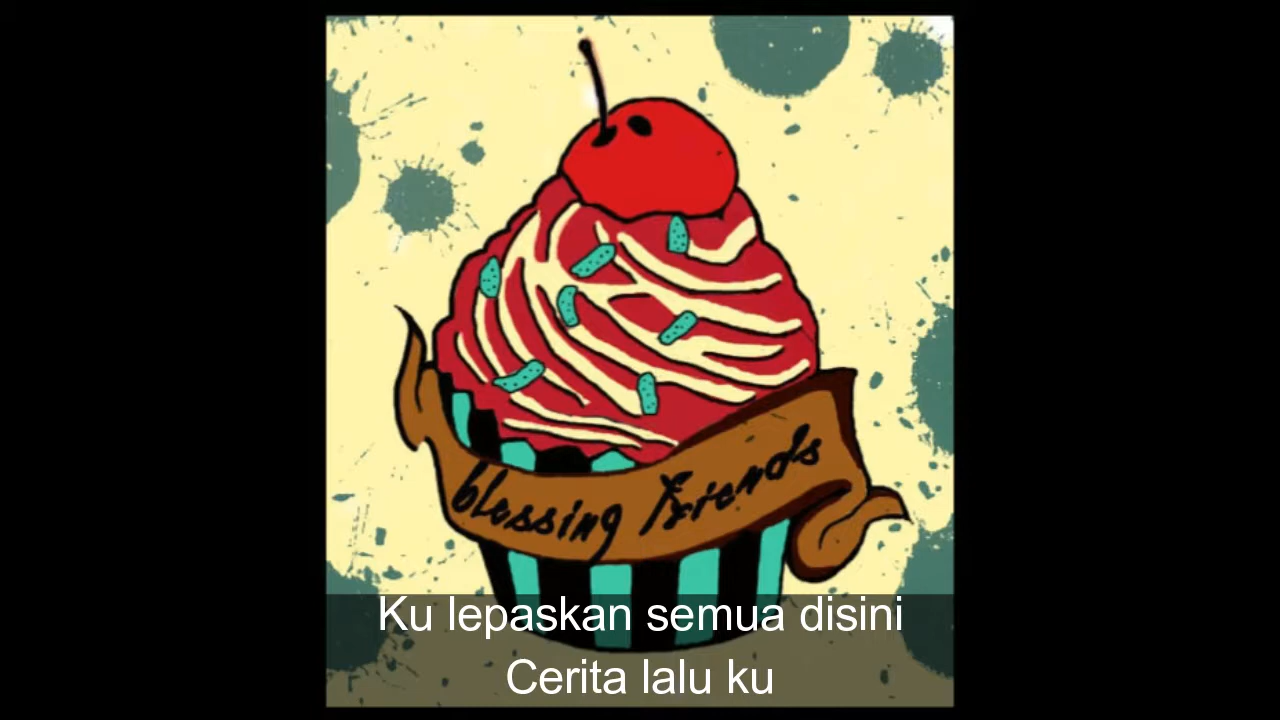 blessing Friends
Ku lepaskan semua disini
Cerita lalu ku